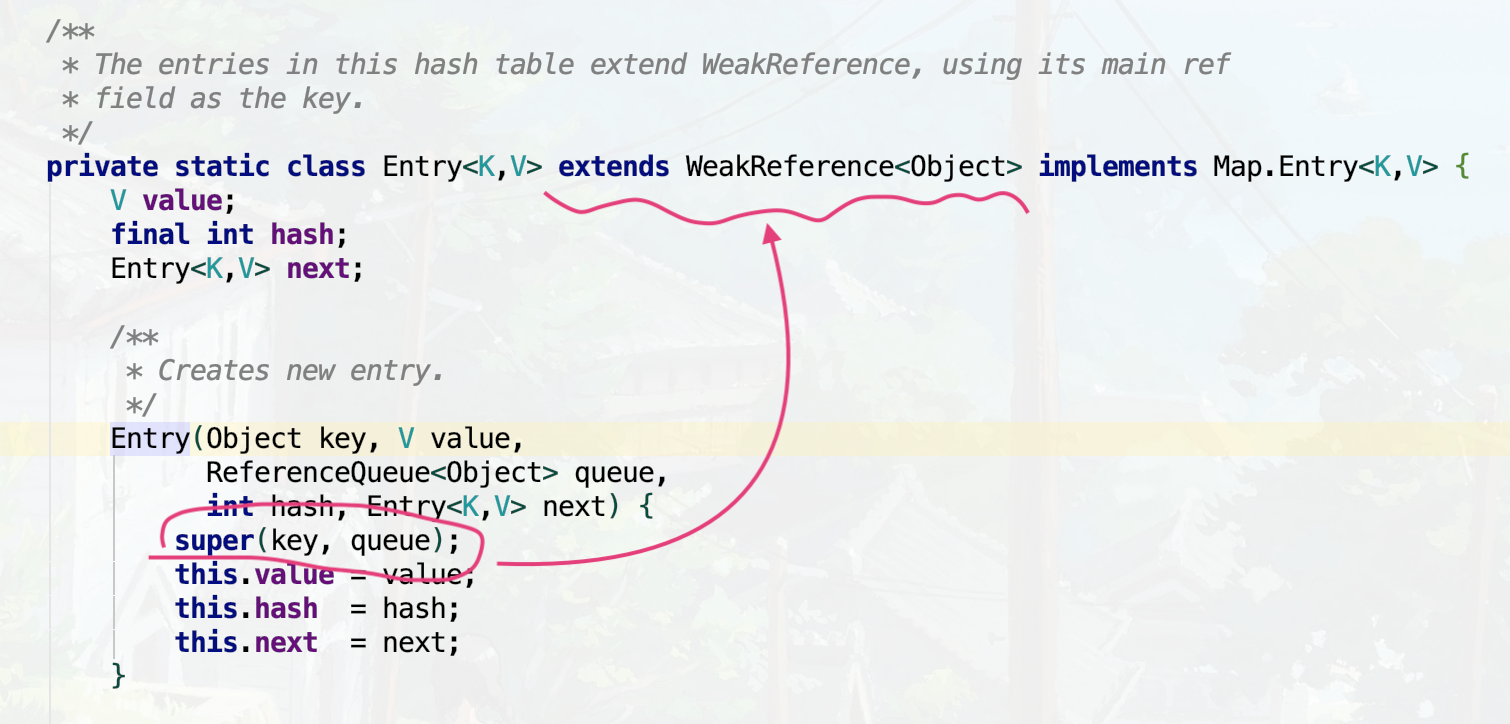 /**
 * The entries in this hash table extend WeakReference, using its main ref
 * field as the key.
 */
private static class Entry<K,V> extends WeakReference<Object> implements Map.Entry<K,V> {
    V value;
    final int hash;
    Entry<K,V> next;

    /**
     * Creates new entry.
     */
    Entry(Object key, V value,
          ReferenceQueue<Object> queue,
          int hash, Entry<K,V> next) {
        super(key, queue);
        this.value = value;
        this.hash  = hash;
        this.next  = next;
    }